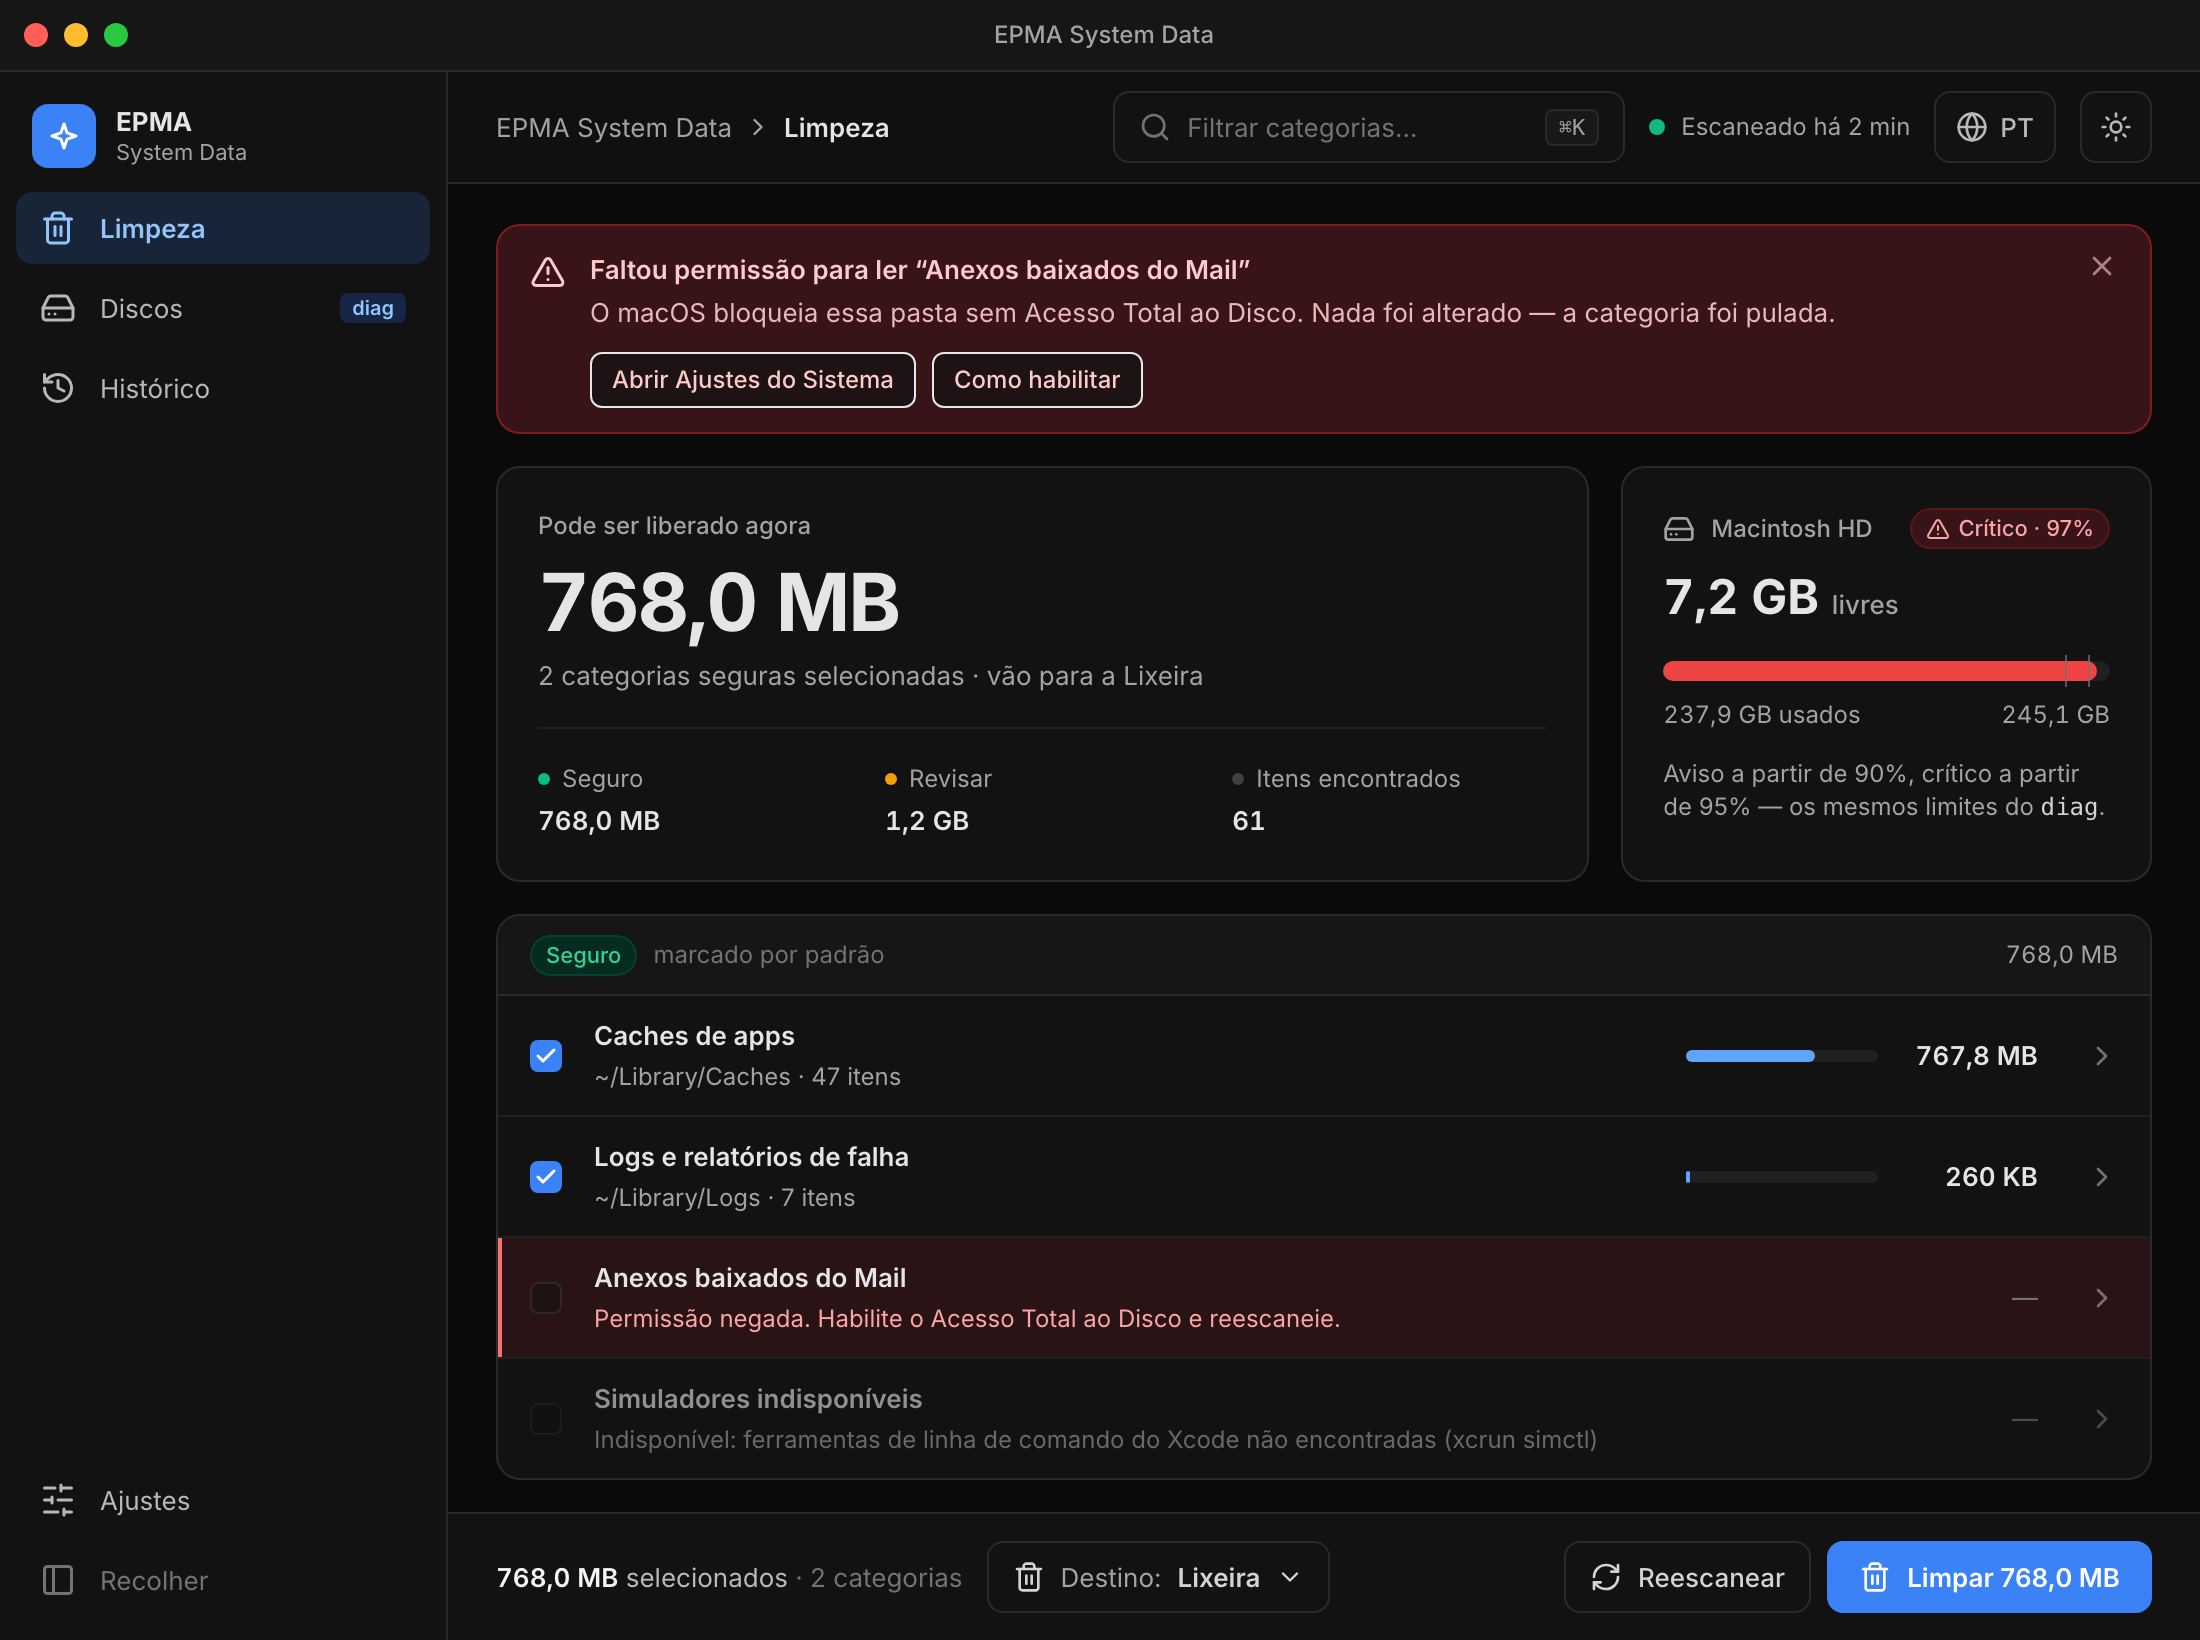 EPMA System Data
EPMA
System Data
Limpeza
Discos
diag
Histórico
Ajustes
Recolher
EPMA System Data
Limpeza
Filtrar categorias...
⌘K
Escaneado há 2 min
PT
Faltou permissão para ler “Anexos baixados do Mail”
O macOS bloqueia essa pasta sem Acesso Total ao Disco. Nada foi alterado — a categoria foi pulada.
Abrir Ajustes do Sistema
Como habilitar
Pode ser liberado agora
768,0 MB
2 categorias seguras selecionadas · vão para a Lixeira
Seguro
768,0 MB
Revisar
1,2 GB
Itens encontrados
61
Macintosh HD
Crítico · 97%
7,2 GB livres
237,9 GB usados
245,1 GB
Aviso a partir de 90%, crítico a partir
de 95% — os mesmos limites do diag.
Seguro
marcado por padrão
768,0 MB
Caches de apps
~/Library/Caches · 47 itens
767,8 MB
Logs e relatórios de falha
~/Library/Logs · 7 itens
260 KB
Anexos baixados do Mail
Permissão negada. Habilite o Acesso Total ao Disco e reescaneie.
—
Simuladores indisponíveis
Indisponível: ferramentas de linha de comando do Xcode não encontradas (xcrun simctl)
—
768,0 MB selecionados · 2 categorias
Destino: Lixeira
Reescanear
Limpar 768,0 MB